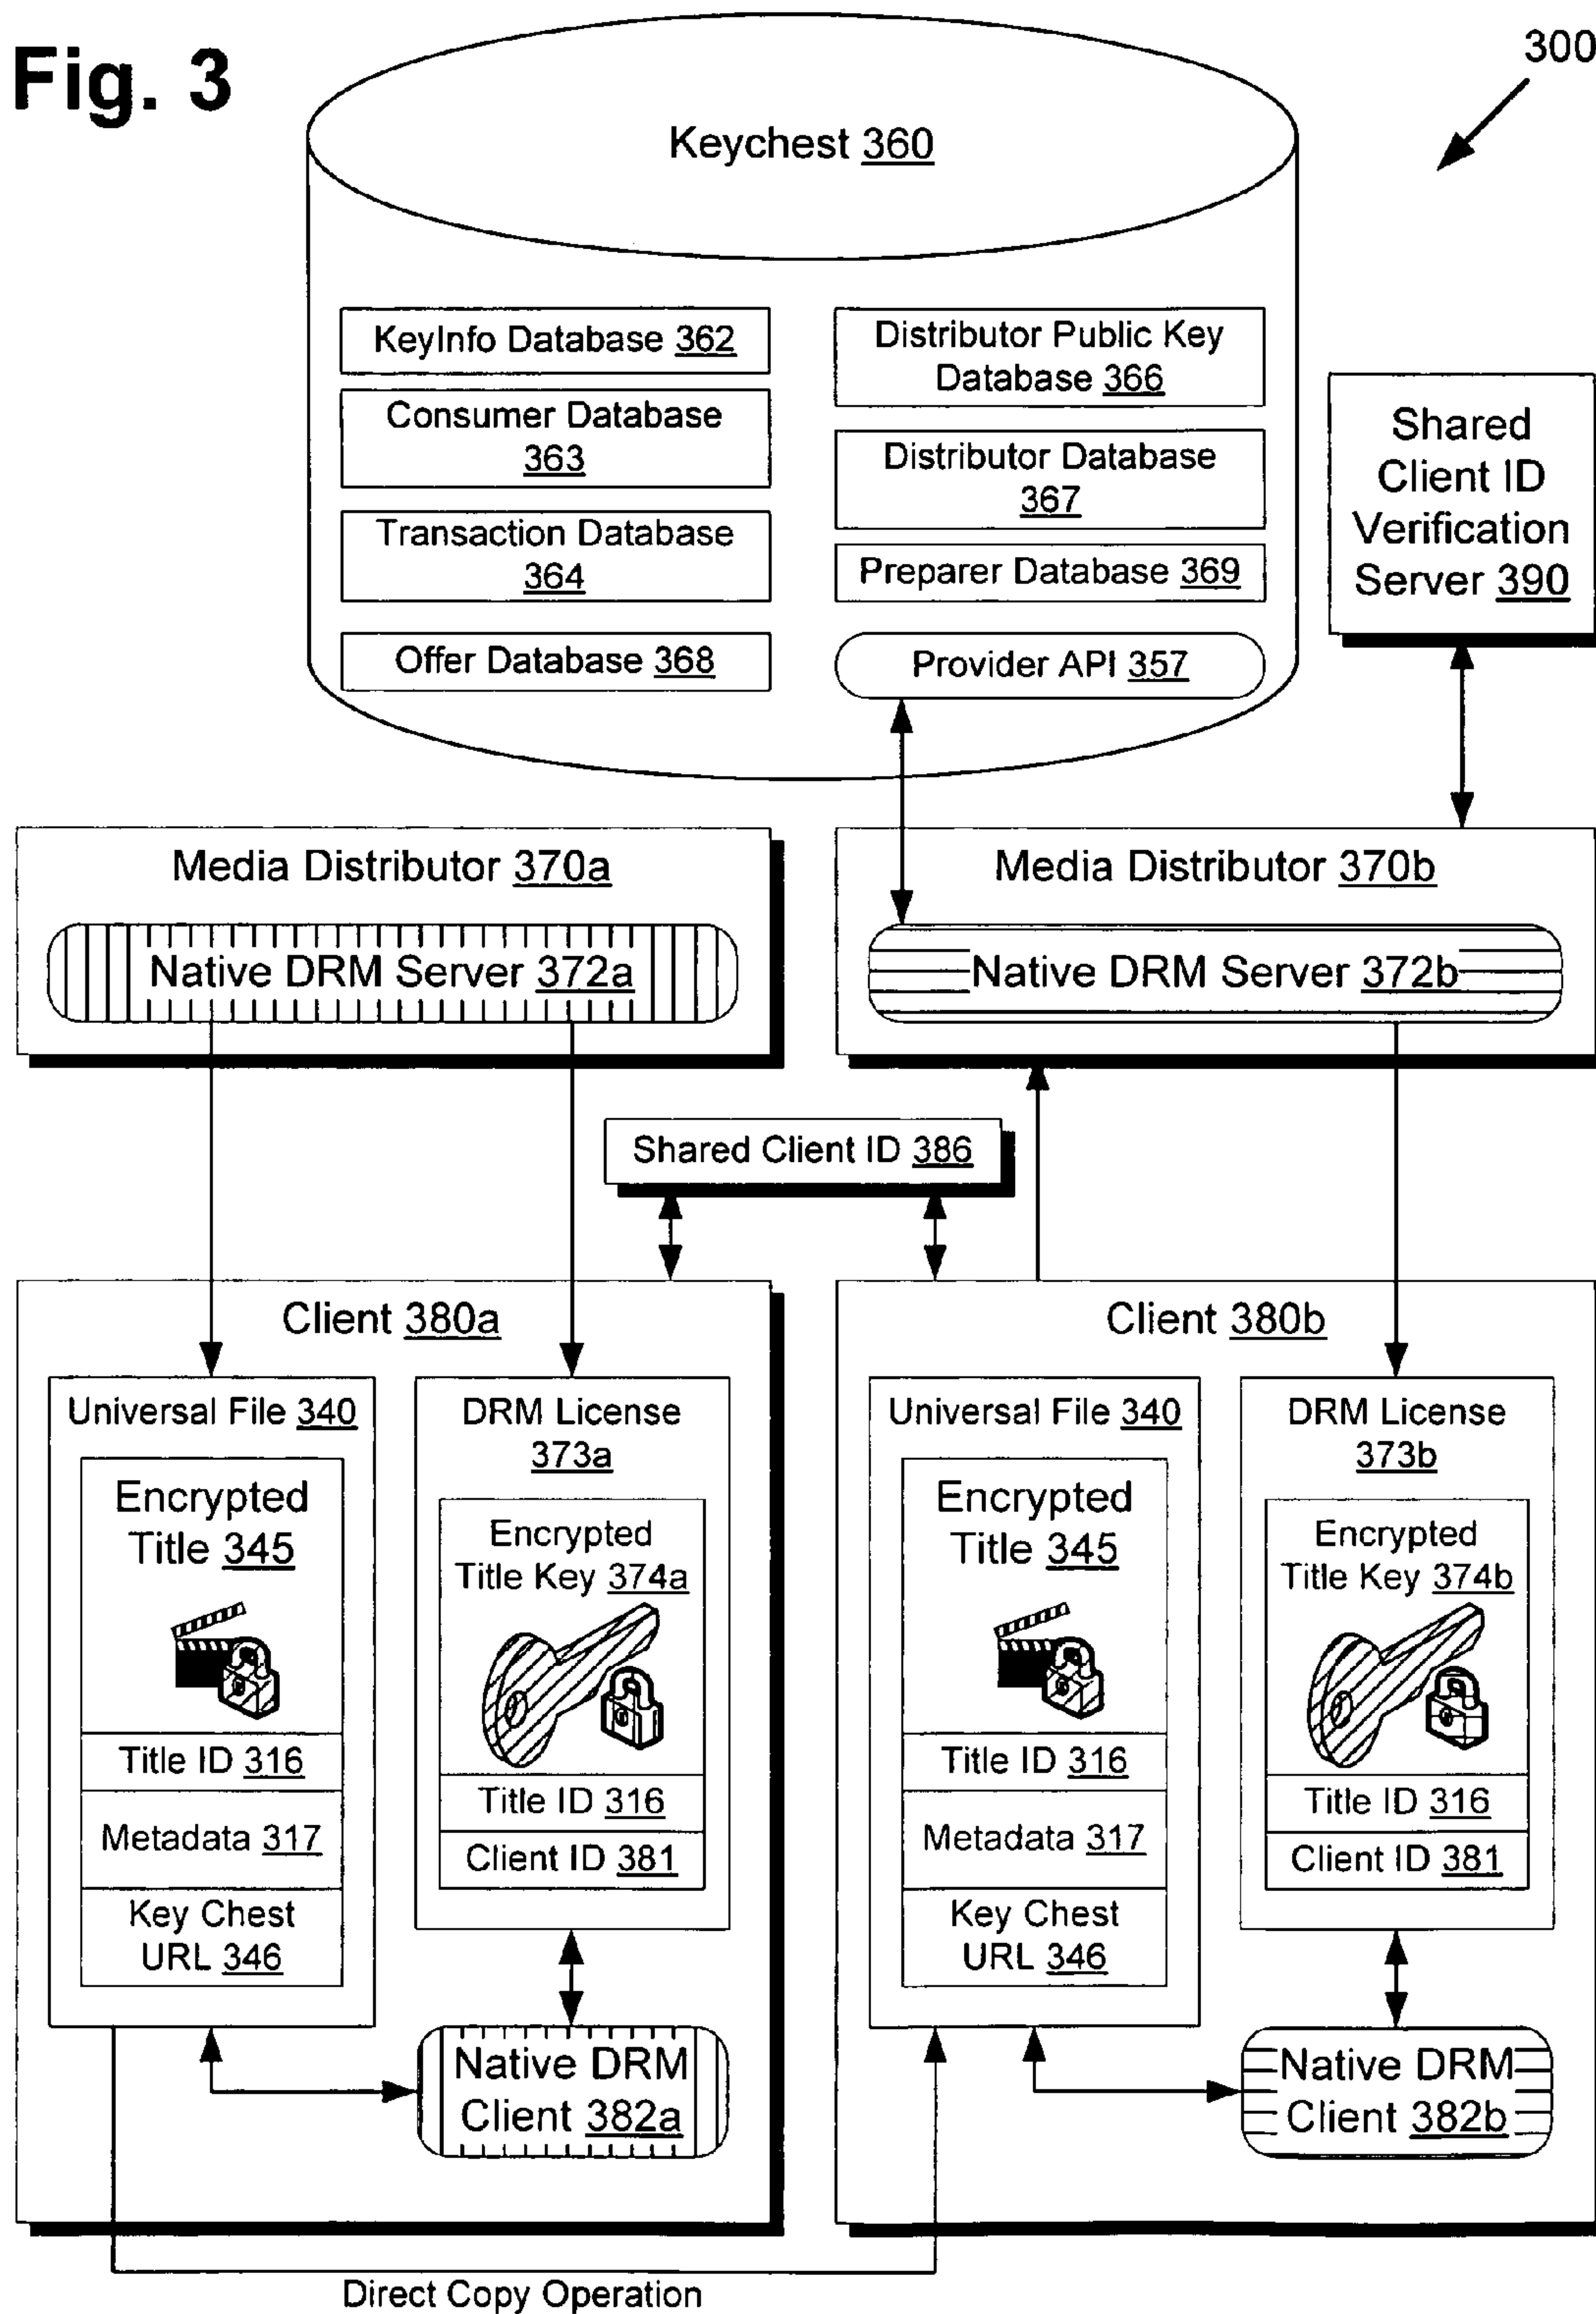 Fig. 3
300
Keychest 360
KeyInfo Database 362
Consumer Database
363
Transaction Database
364
Offer Database 368
Distributor Public Key
Database 366
Distributor Database
367
Preparer Database 369
Provider API 357
Shared
Client ID
Verification
Server 390
Media Distributor 370a
Native DRM Server 372a
Media Distributor 370b
Native DRM Server 372b
Shared Client ID 386
Client 380a
Universal File 340
Encrypted
Title 345
Title ID 316
Metadata 317
Key Chest
URL 346
DRM License
373a
Encrypted
Title Key 374a
Title ID 316
Client ID 381
Native DRM
Client 382a
Client 380b
Universal File 340
Encrypted
Title 345
Title ID 316
Metadata 317
Key Chest
URL 346
DRM License
373b
Encrypted
Title Key 374b
Title ID 316
Client ID 381
Native DRM
Client 382b
Direct Copy Operation